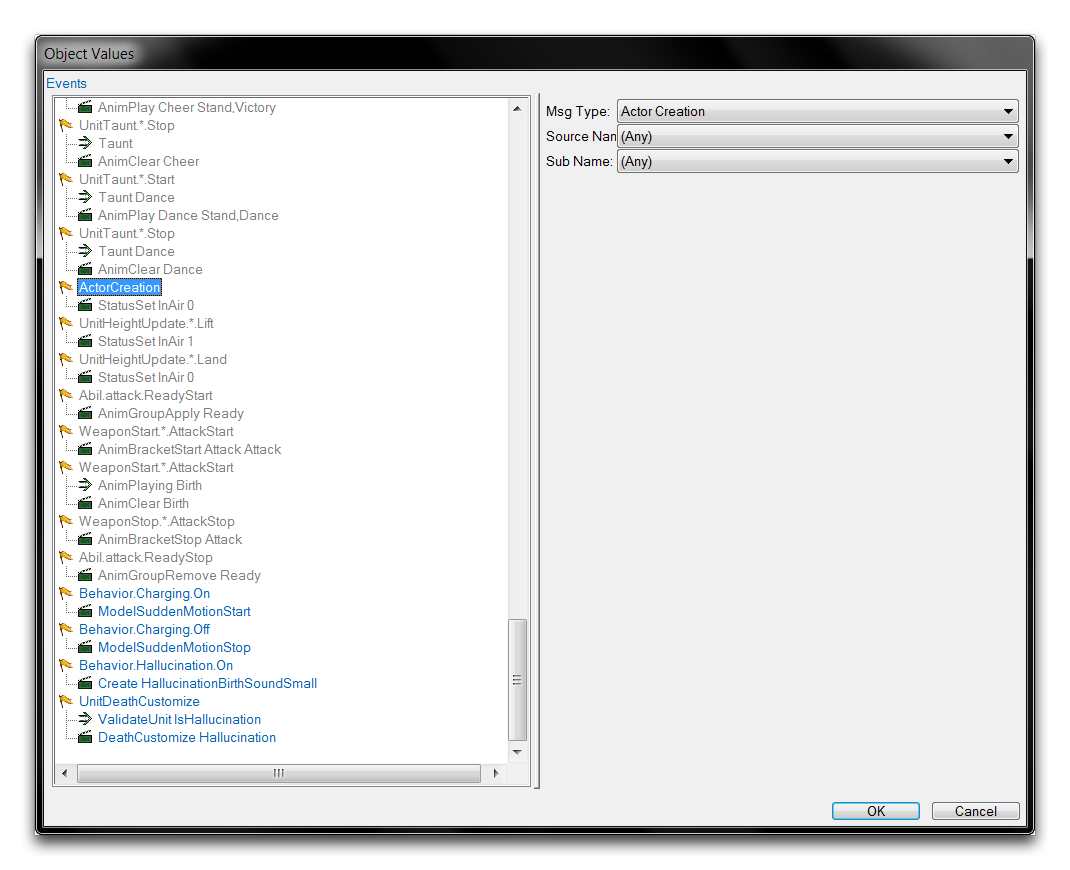 Object Values
Events
AnimPlay Cheer Stand,Victory
UnitTaunt.*.Stop
Taunt
AnimClear Cheer
UnitTaunt.*.Start
Taunt Dance
AnimPlay Dance Stand,Dance
UnitTaunt.*.Stop
Taunt Dance
AnimClear Dance
ActorCreation
StatusSet InAir 0
UnitHeightUpdate.*.Lift
StatusSet InAir 1
UnitHeightUpdate.*.Land
StatusSet InAir 0
Abil.attack.ReadyStart
AnimGroupApply Ready
WeaponStart.*.AttackStart
AnimBracketStart Attack Attack
WeaponStart.*.AttackStart
AnimPlaying Birth
AnimClear Birth
WeaponStop.*.AttackStop
AnimBracketStop Attack
Abil.attack.ReadyStop
AnimGroupRemove Ready
Behavior.Charging.On
ModelSuddenMotionStart
Behavior.Charging.Off
ModelSuddenMotionStop
Behavior.Hallucination.On
Create HallucinationBirthSoundSmall
UnitDeathCustomize
ValidateUnit IsHallucination
DeathCustomize Hallucination
Msg Type: Actor Creation
Source Nan (Any)
Sub Name: (Any)
OK Cancel